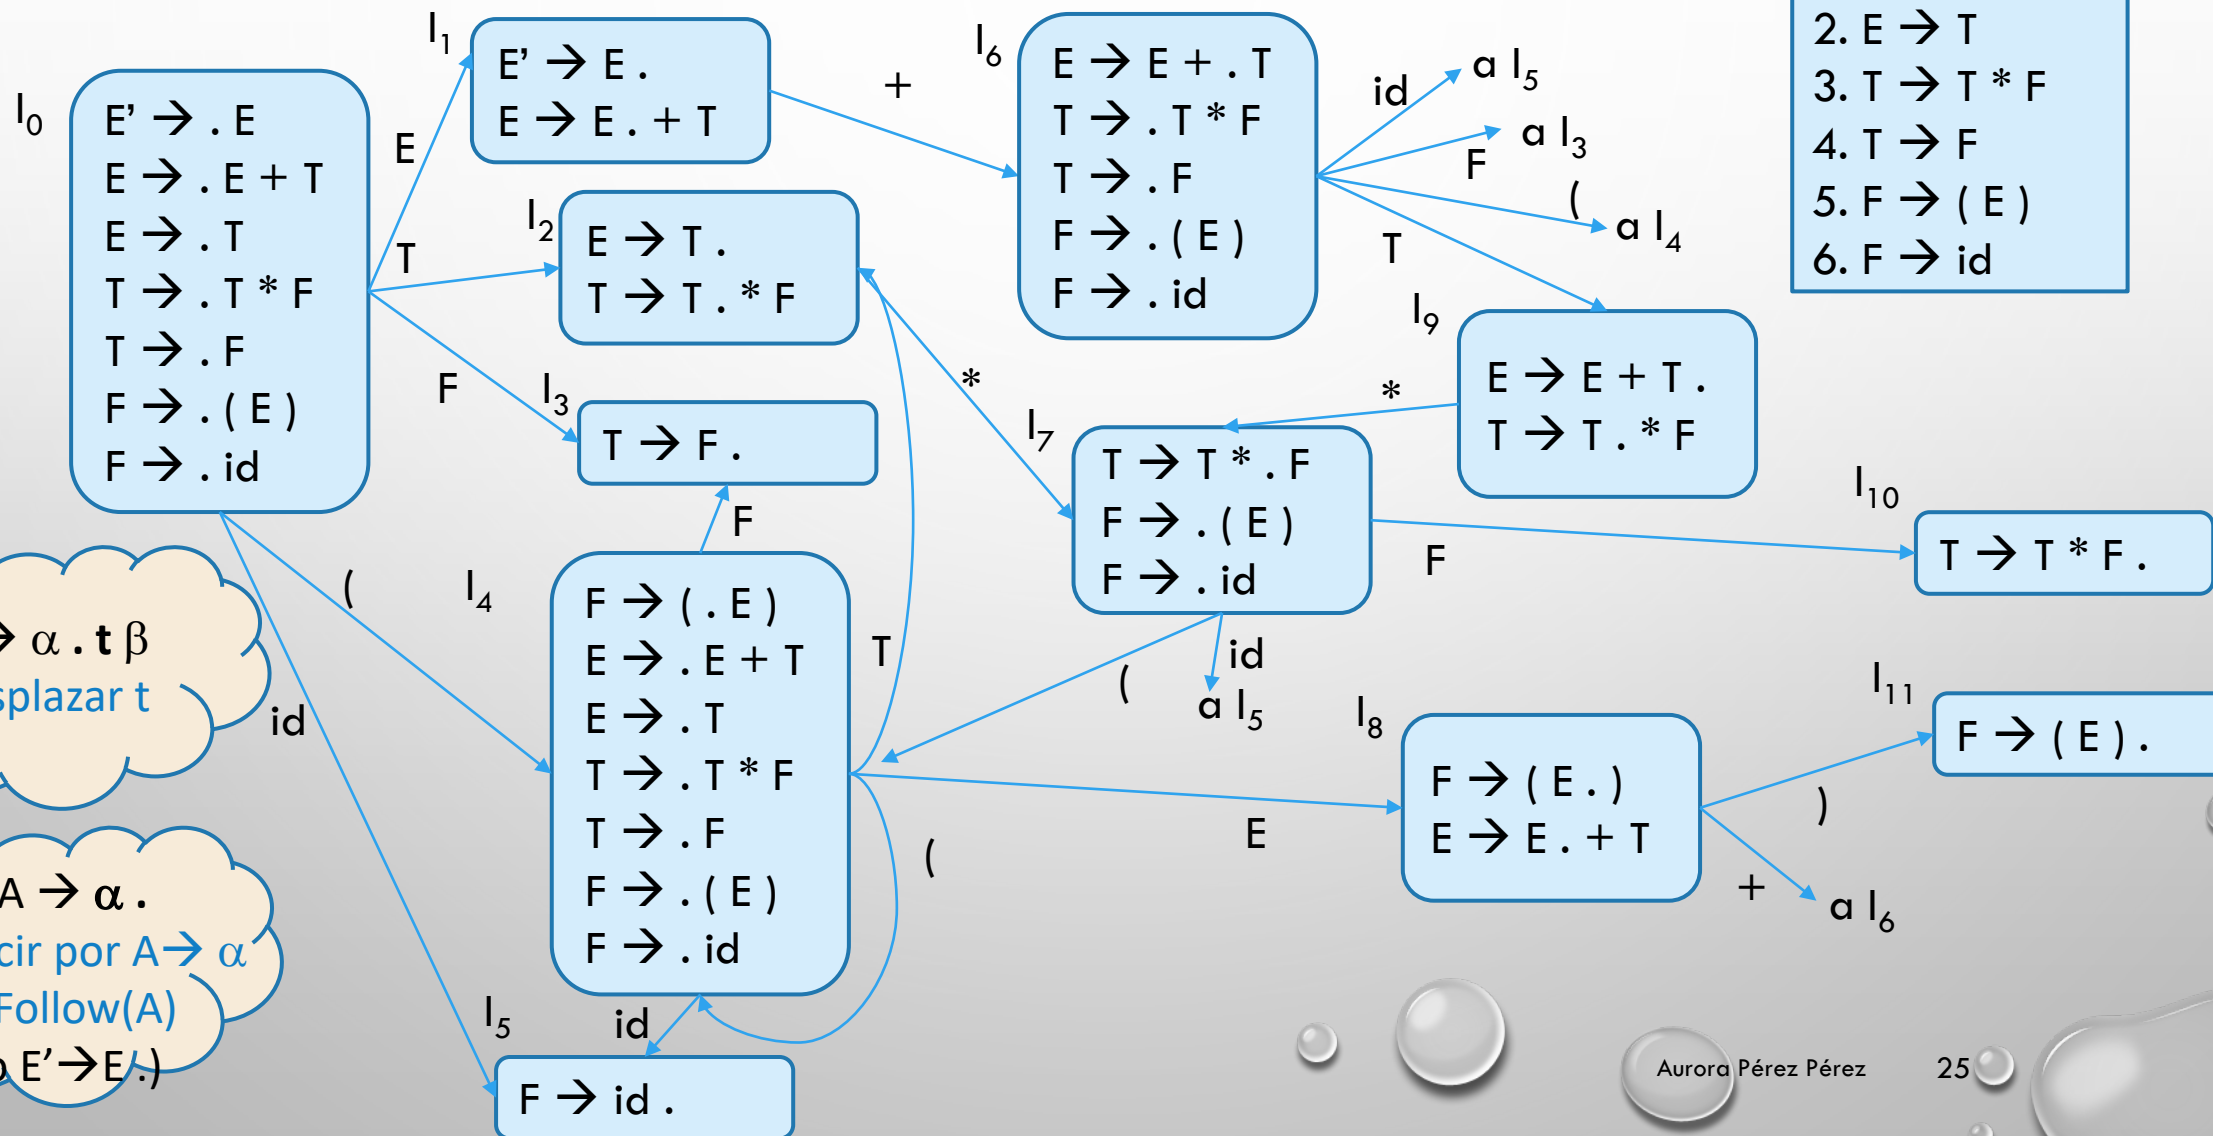 I0
E’ → . E
E → . E + T
E → . T
T → . T * F
T → . F
F → . ( E )
F → . id
E
T
F
(
id
I1
E’ → E .
E → E . + T
+
I2
E → T .
T → T . * F
*
I3
T → F .
F
I4
F → ( . E )
E → . E + T
E → . T
T → . T * F
T → . F
F → . ( E )
F → . id
T
(
E
id
I5
F → id .
I6
E → E + . T
T → . T * F
T → . F
F → . ( E )
F → . id
id
a I5
F
a I3
(
a I4
T
I9
E → E + T .
T → T . * F
*
I7
T → T * . F
F → . ( E )
F → . id
F
(
id
a I5
I10
T → T * F .
I8
F → ( E . )
E → E . + T
)
+
a I6
I11
F → ( E ) .
2. E → T
3. T → T * F
4. T → F
5. F → ( E )
6. F → id
→ α . t β
splazar t
A → α .
cir por A→ α
Follow(A)
E’→E .)
Aurora Pérez Pérez
25